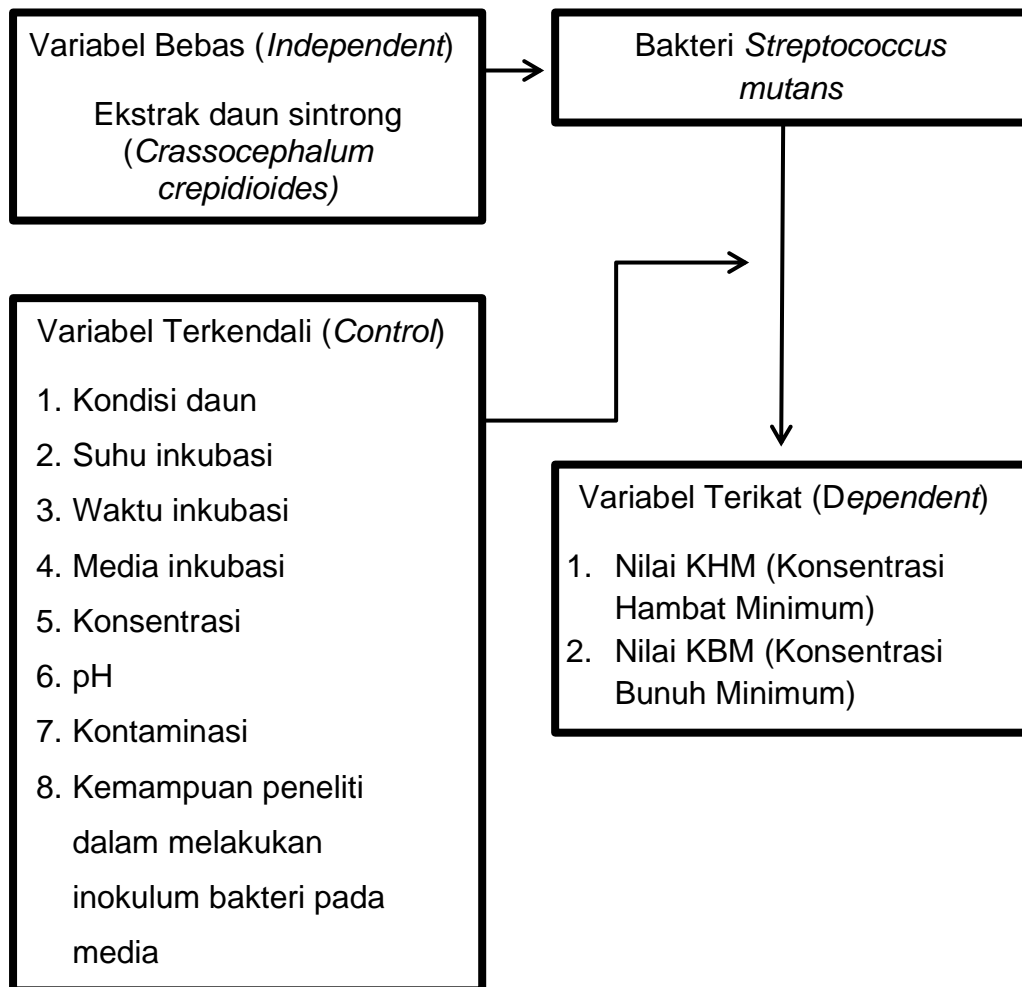 Variabel Bebas (Independent)
Ekstrak daun sintrong
(Crassocephalum
crepidioides)
Bakteri Streptococcus
mutans
Variabel Terkendali (Control)
1. Kondisi daun
2. Suhu inkubasi
3. Waktu inkubasi
4. Media inkubasi
5. Konsentrasi
6. pH
7. Kontaminasi
8. Kemampuan peneliti
dalam melakukan
inokulum bakteri pada
media
Variabel Terikat (Dependent)
1. Nilai KHM (Konsentrasi
Hambat Minimum)
2. Nilai KBM (Konsentrasi
Bunuh Minimum)